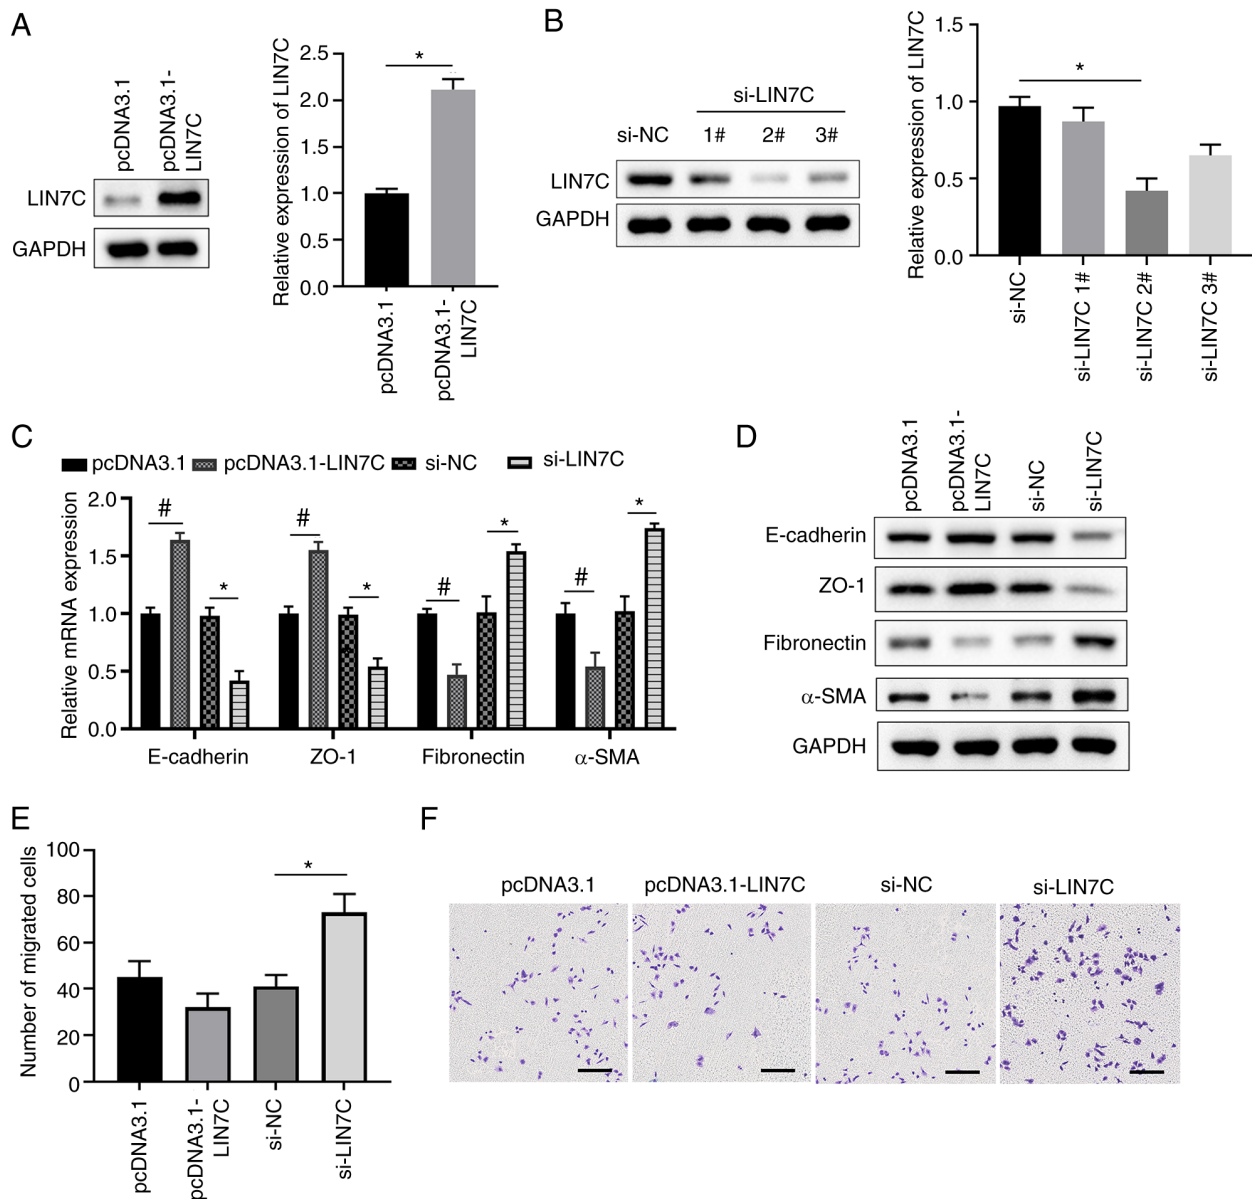 A
pcDNA3.1
pcDNA3.1-
LIN7C
LIN7C
GAPDH
Relative expression of LIN7C
2.5
2.0
1.5
1.0
0.5
0.0
*
pcDNA3.1
pcDNA3.1-
LIN7C
B
si-LIN7C
si-NC 1# 2# 3#
LIN7C
GAPDH
Relative expression of LIN7C
1.5
1.0
0.5
0.0
*
si-NC
si-LIN7C 1#
si-LIN7C 2#
si-LIN7C 3#
C
pcDNA3.1 pcDNA3.1-LIN7C si-NC si-LIN7C
Relative mRNA expression
2.0
1.5
1.0
0.5
0.0
# * # * # * # *
E-cadherin ZO-1 Fibronectin α-SMA
D
pcDNA3.1
pcDNA3.1-
LIN7C
si-NC
si-LIN7C
E-cadherin
ZO-1
Fibronectin
α-SMA
GAPDH
E
Number of migrated cells
100
80
60
40
20
0
*
pcDNA3.1
pcDNA3.1-
LIN7C
si-NC
si-LIN7C
F
pcDNA3.1 pcDNA3.1-LIN7C si-NC si-LIN7C